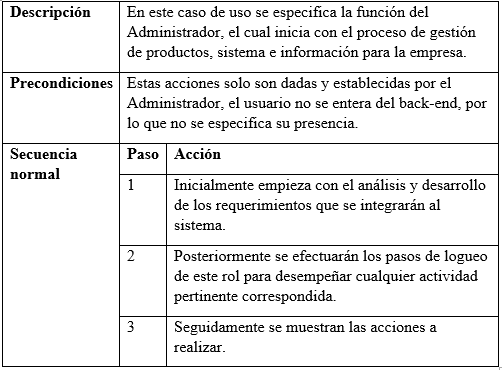 Descripción
En este caso de uso se especifica la función del
Administrador, el cual inicia con el proceso de gestión
de productos, sistema e información para la empresa.
Precondiciones
Estas acciones solo son dadas y establecidas por el
Administrador, el usuario no se entera del back-end, por
lo que no se especifica su presencia.
Secuencia
normal
Paso Acción
1 Inicialmente empieza con el análisis y desarrollo
de los requerimientos que se integrarán al
sistema.
2 Posteriormente se efectuarán los pasos de logueo
de este rol para desempeñar cualquier actividad
pertinente correspondida.
3 Seguidamente se muestran las acciones a
realizar.